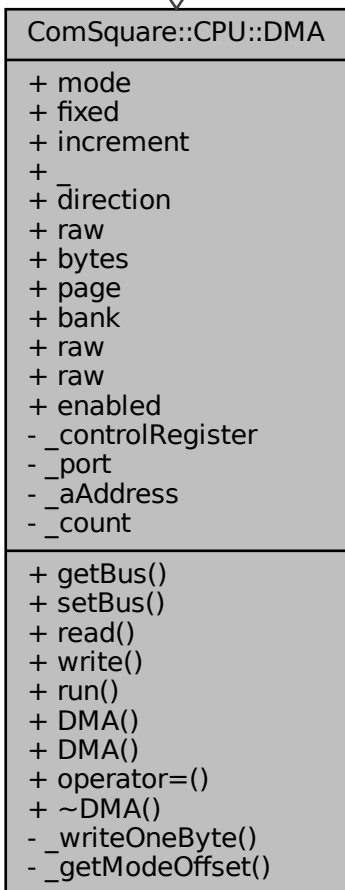 ComSquare::CPU::DMA
+ mode
+ fixed
+ increment
+ _
+ direction
+ raw
+ bytes
+ page
+ bank
+ raw
+ raw
+ enabled
- _controlRegister
- _port
- _aAddress
- _count
+ getBus()
+ setBus()
+ read()
+ write()
+ run()
+ DMA()
+ DMA()
+ operator=()
+ ~DMA()
- _writeOneByte()
- _getModeOffset()